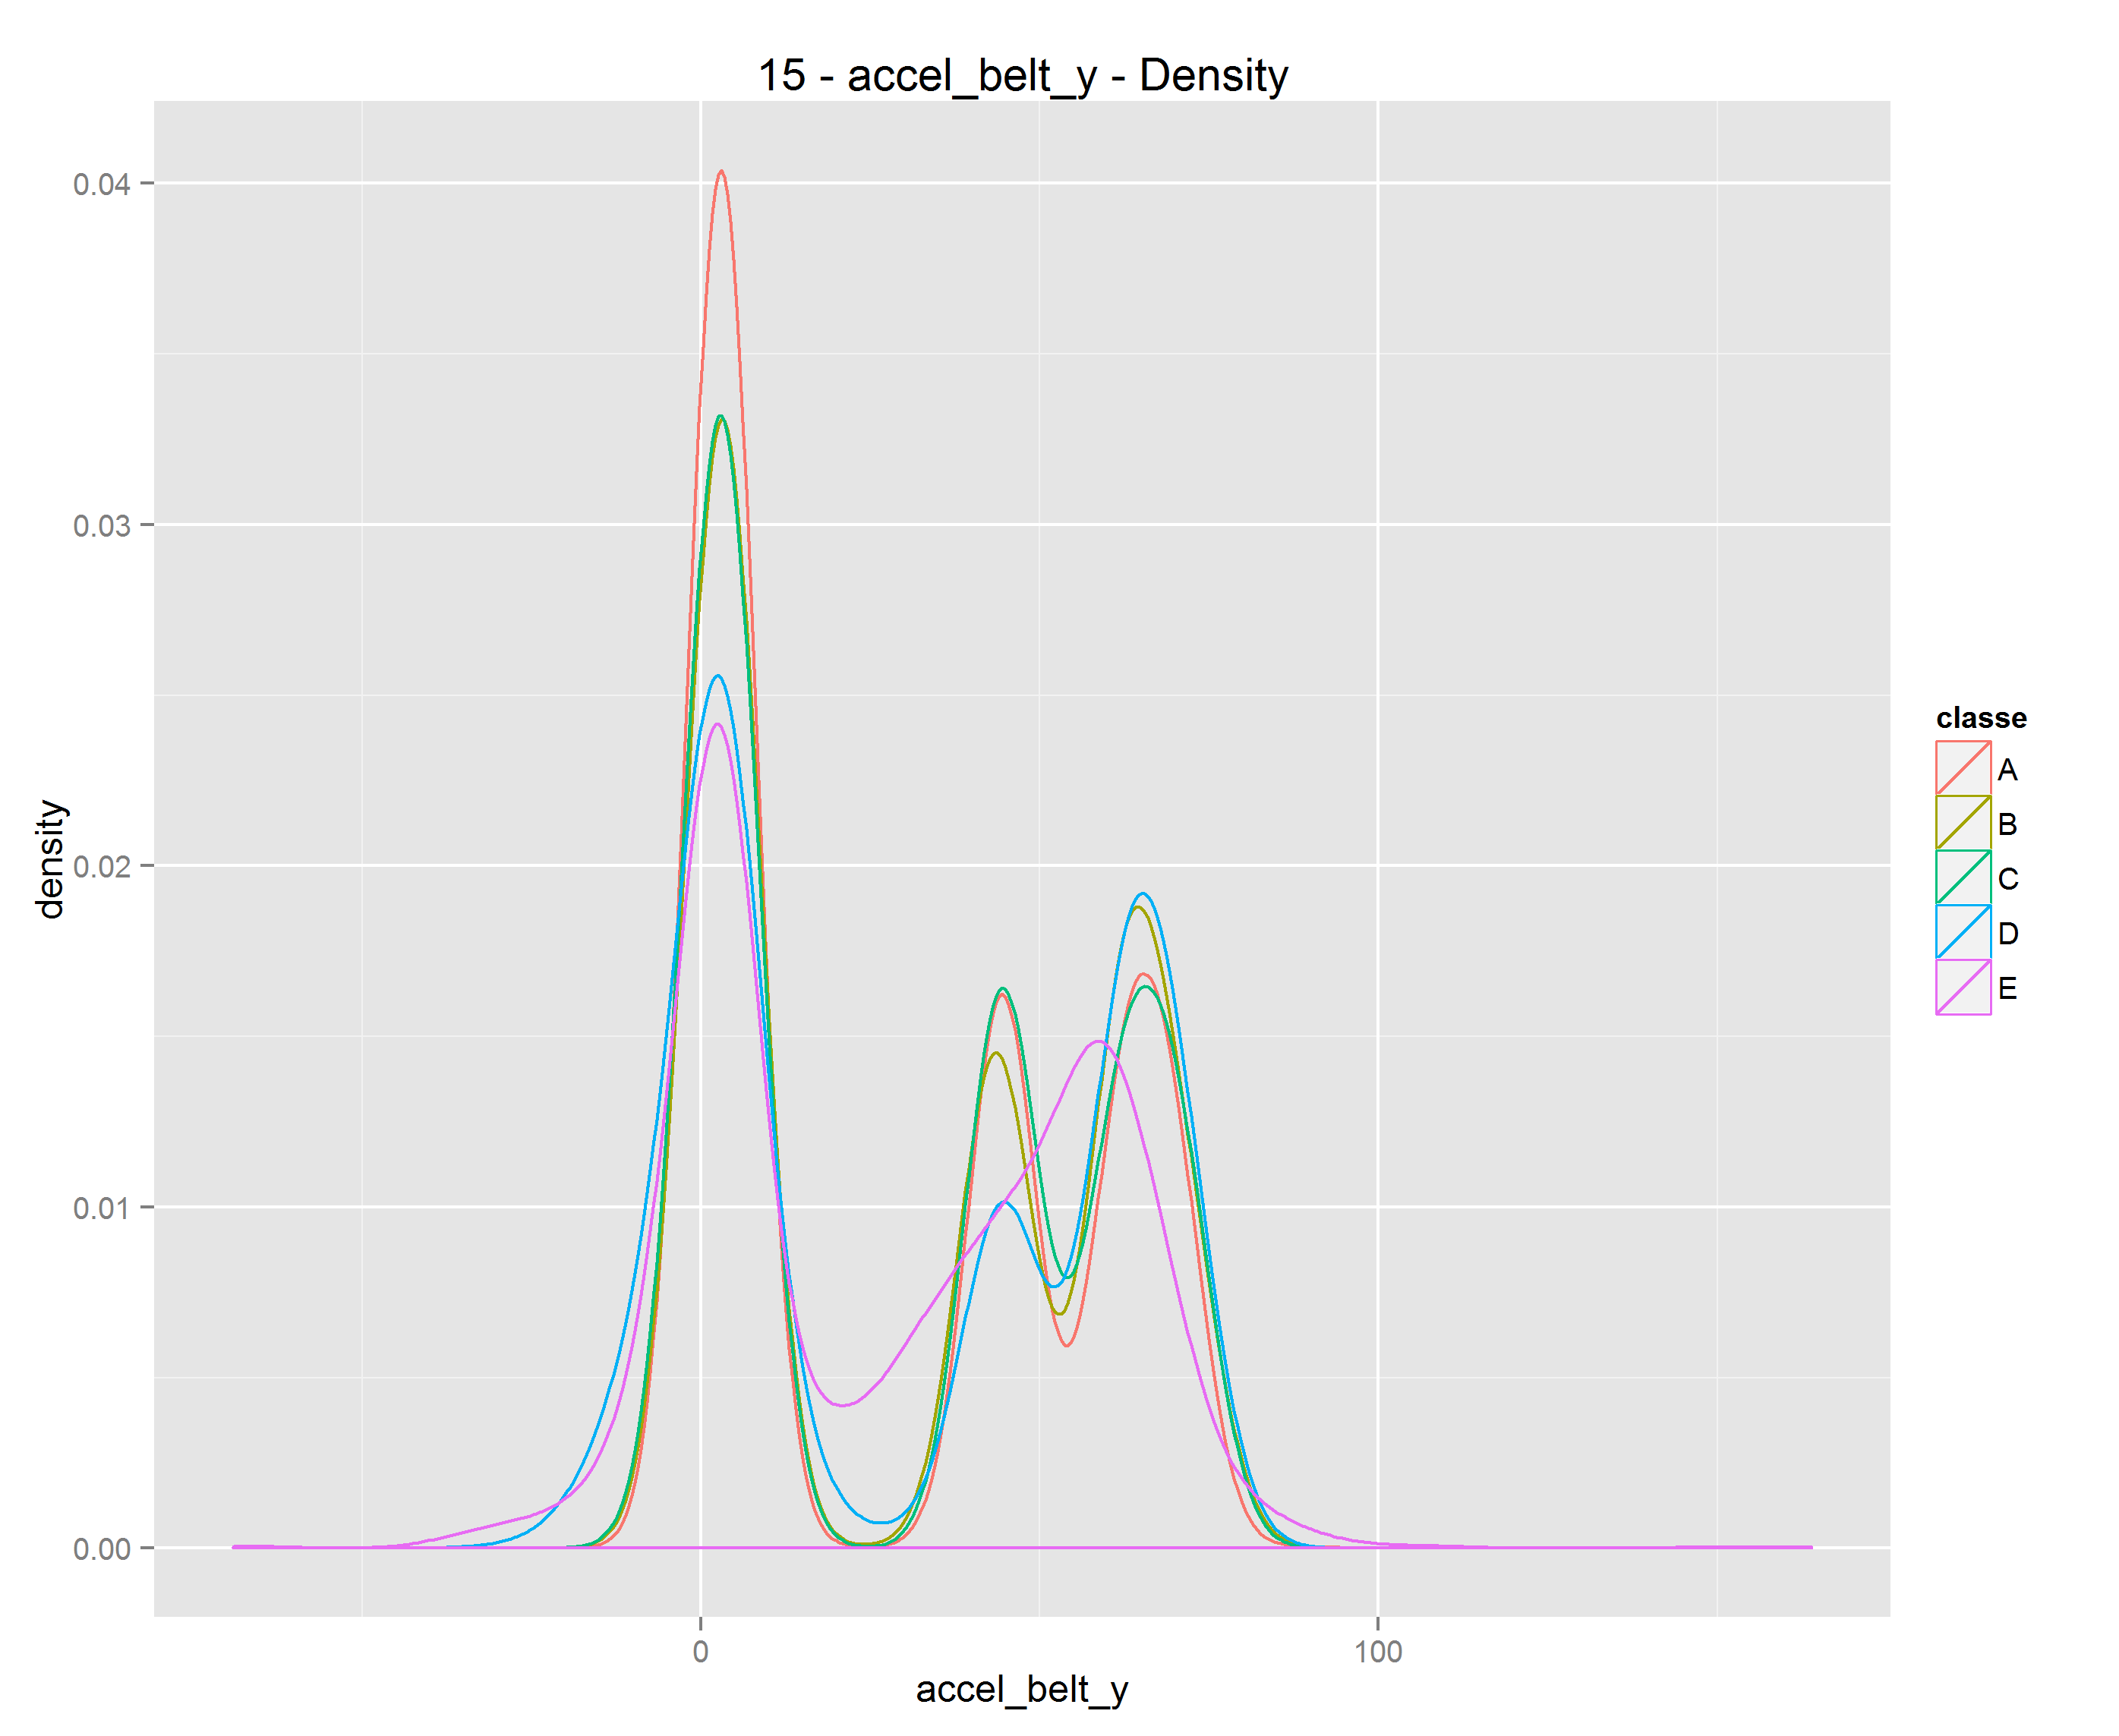 15 - accel_belt_y - Density
0.04
0.03
0.02
0.01
0.00
density
0
100
accel_belt_y
classe
A
B
C
D
E